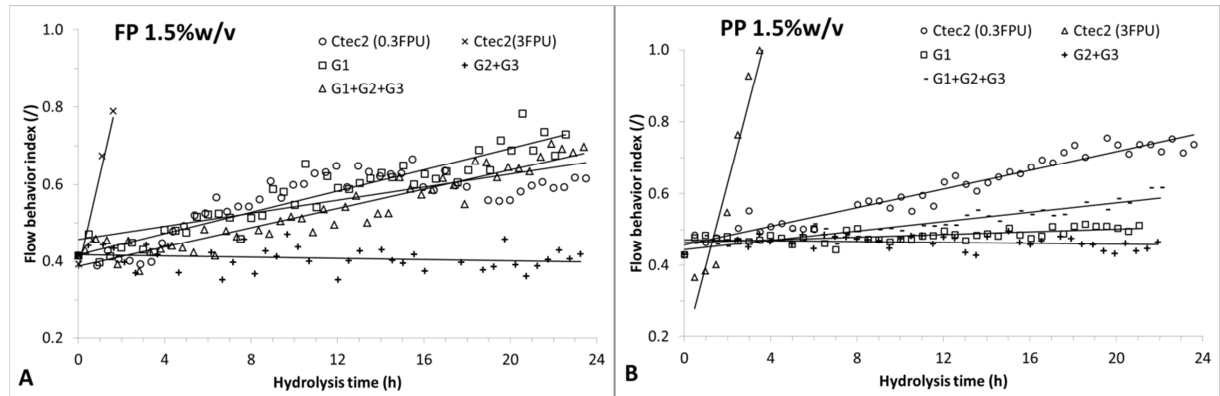 FP 1.5%w/v
○ Ctec2 (0.3FPU) × Ctec2(3FPU)
□ G1 + G2+G3
△ G1+G2+G3
Flow behavior index (/)
1.0
0.8
0.6
0.4
0.2
0 4 8 12 16 20 24
Hydrolysis time (h)
A
PP 1.5%w/v
○ Ctec2 (0.3FPU) △ Ctec2 (3FPU)
□ G1 + G2+G3
- G1+G2+G3
Flow behavior index (/)
1.0
0.8
0.6
0.4
0.2
0 4 8 12 16 20 24
Hydrolysis time (h)
B